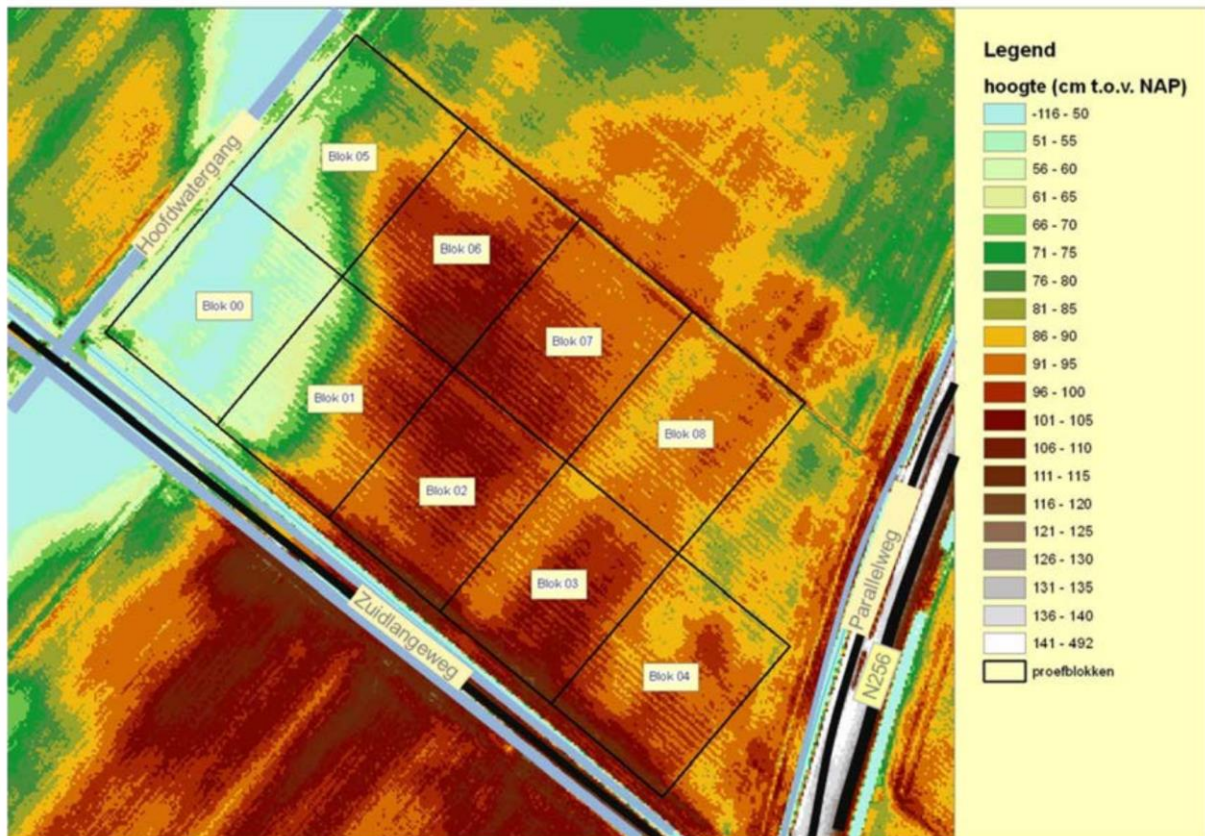 Hoofdwatergang
Blok 05
Blok 06
Blok 00
Blok 07
Blok 01
Blok 08
Blok 02
Blok 03
Blok 04
Zuidlangeweg
Parallelweg
N256
Legend
hoogte (cm t.o.v. NAP)
-116 - 50
51 - 55
56 - 60
61 - 65
66 - 70
71 - 75
76 - 80
81 - 85
86 - 90
91 - 95
96 - 100
101 - 105
106 - 110
111 - 115
116 - 120
121 - 125
126 - 130
131 - 135
136 - 140
141 - 492
proefblokken